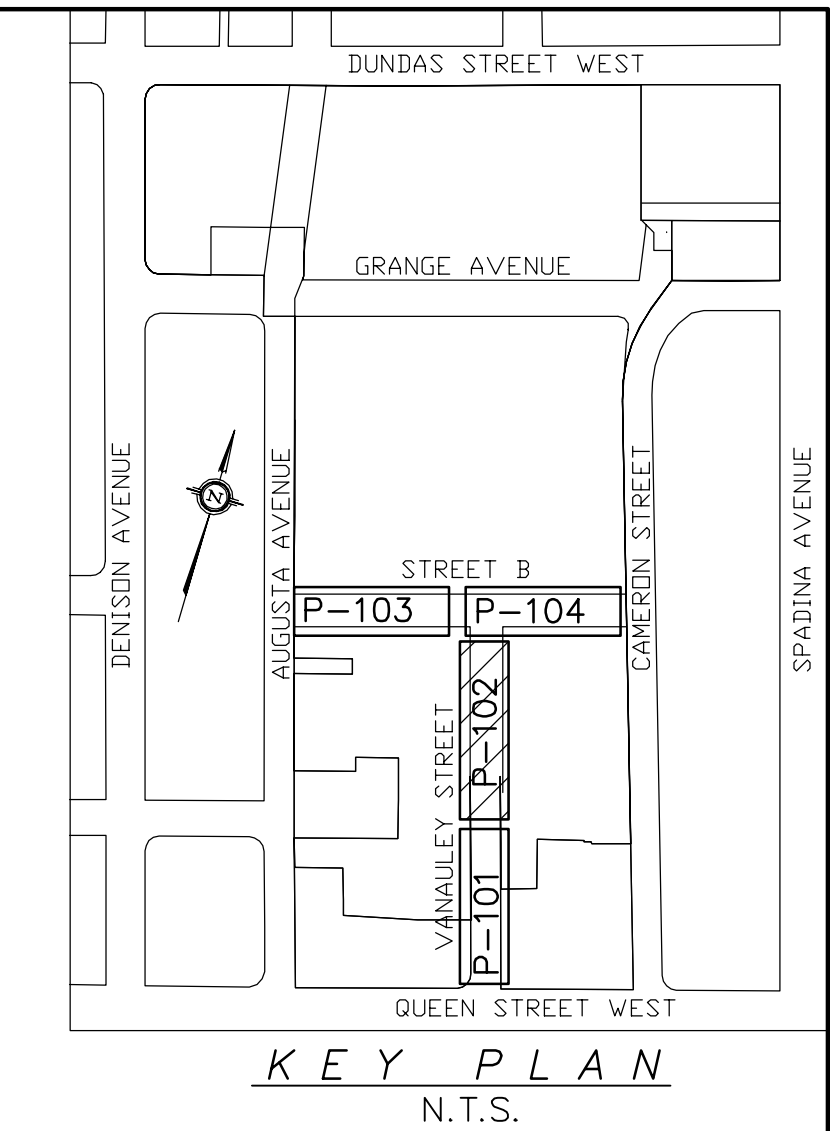 DUNDAS STREET WEST
GRANGE AVENUE
DENISON AVENUE
N
AUGUSTA AVENUE
CAMERON STREET
SPADINA AVENUE
STREET B
P-103
P-104
P-102
VANAULEY STREET
P-101
QUEEN STREET WEST
KEY PLAN
N.T.S.